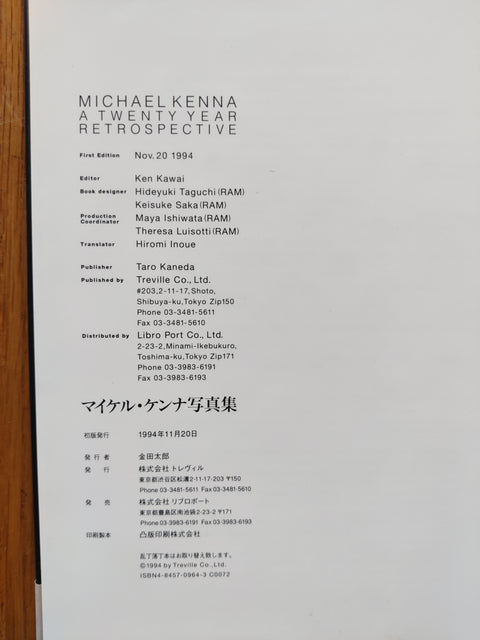 MICHAEL KENNA
A TWENTY YEAR
RETROSPECTIVE
First Edition Nov. 20 1994
Editor Ken Kawai
Book designer Hideyuki Taguchi (RAM)
Keisuke Saka (RAM)
Production Coordinator Maya Ishiwata (RAM)
Theresa Luisotti (RAM)
Translator Hiromi Inoue
Publisher Taro Kaneda
Published by Treville Co., Ltd.
#203, 2-11-17, Shoto,
Shibuya-ku, Tokyo Zip150
Phone 03-3481-5611
Fax 03-3481-5610
Distributed by Libro Port Co., Ltd.
2-23-2, Minami-Ikebukuro,
Toshima-ku, Tokyo Zip171
Phone 03-3983-6191
Fax 03-3983-6193
マイケル・ケンナ写真集
初版発行 1994年11月20日
発行者 金田太郎
発行 株式会社 トレヴィル
東京都渋谷区松濤2-11-17-203 〒150
Phone 03-3481-5611 Fax 03-3481-5610
発売 株式会社 リブロポート
東京都豊島区南池袋2-23-2 〒171
Phone 03-3983-6191 Fax 03-3983-6193
印刷製本 凸版印刷株式会社
乱丁落丁本はお取り替え致します。
©1994 by Treville Co., Ltd.
ISBN4-8457-0964-3 C0072